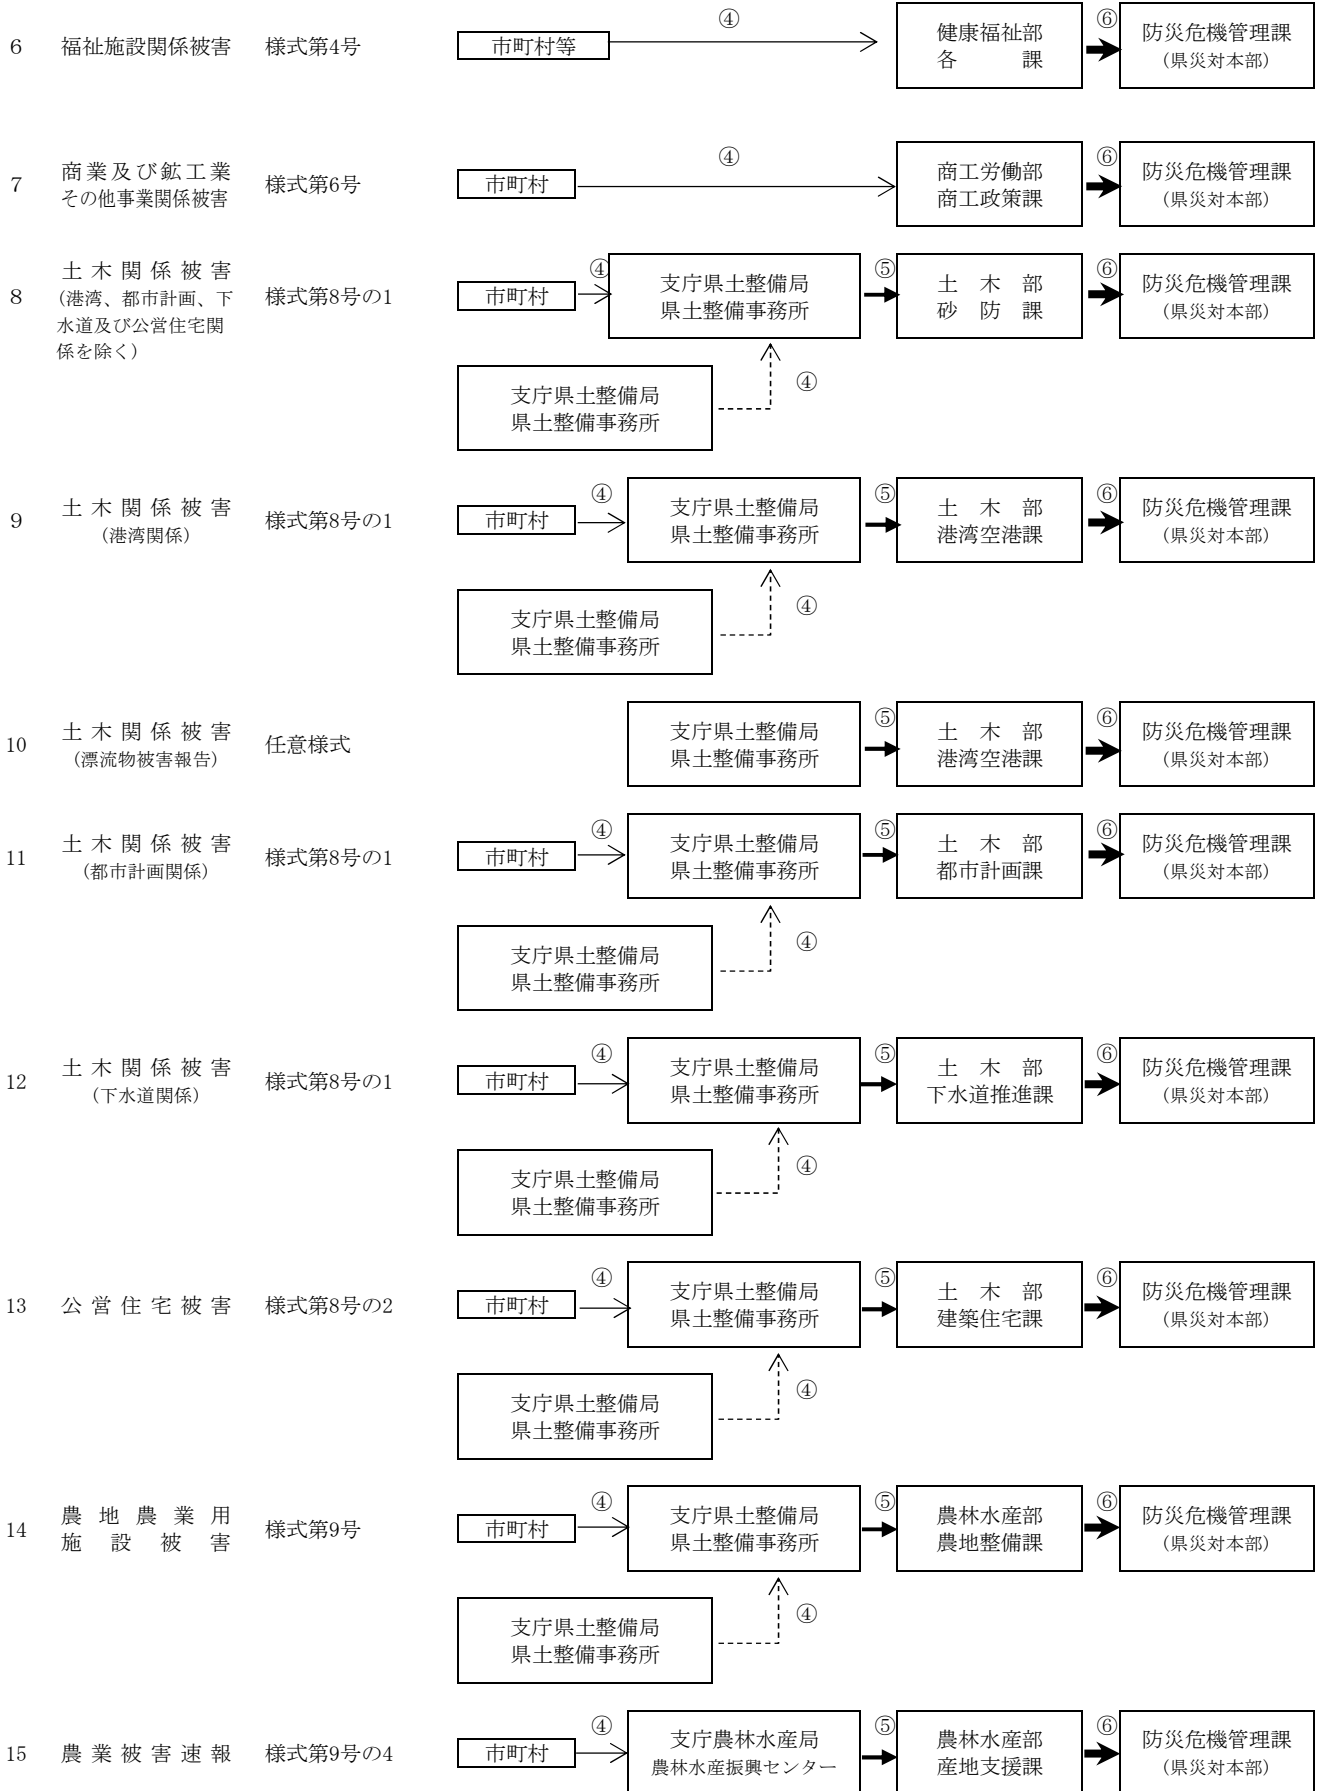 ④
⑥
6 福祉施設関係被害 様式第4号 市町村等 健康福祉部 防災危機管理課
各 課 (県災対本部)
④
⑥
7 商業及び鉱工業 様式第6号 市町村 商工労働部 防災危機管理課
その他事業関係被害 商工政策課 (県災対本部)
④ ⑤ ⑥
8 土木関係被害 様式第8号の1 市町村 支庁県土整備局 土木部 防災危機管理課
(港湾、都市計画、下 県土整備事務所 砂防課 (県災対本部)
水道及び公営住宅関
係を除く)
④
支庁県土整備局
県土整備事務所
④ ⑤ ⑥
9 土木関係被害 様式第8号の1 市町村 支庁県土整備局 土木部 防災危機管理課
(港湾関係) 県土整備事務所 港湾空港課 (県災対本部)
④
支庁県土整備局
県土整備事務所
⑤ ⑥
10 土木関係被害 任意様式 支庁県土整備局 土木部 防災危機管理課
(漂流物被害報告) 県土整備事務所 港湾空港課 (県災対本部)
④ ⑤ ⑥
11 土木関係被害 様式第8号の1 市町村 支庁県土整備局 土木部 防災危機管理課
(都市計画関係) 県土整備事務所 都市計画課 (県災対本部)
④
支庁県土整備局
県土整備事務所
④ ⑤ ⑥
12 土木関係被害 様式第8号の1 市町村 支庁県土整備局 土木部 防災危機管理課
(下水道関係) 県土整備事務所 下水道推進課 (県災対本部)
④
支庁県土整備局
県土整備事務所
④ ⑤ ⑥
13 公営住宅被害 様式第8号の2 市町村 支庁県土整備局 土木部 防災危機管理課
県土整備事務所 建築住宅課 (県災対本部)
④
支庁県土整備局
県土整備事務所
④ ⑤ ⑥
14 農地農業用 様式第9号 市町村 支庁県土整備局 農林水産部 防災危機管理課
施設被害 県土整備事務所 農地整備課 (県災対本部)
④
支庁県土整備局
県土整備事務所
④ ⑤ ⑥
15 農業被害速報 様式第9号の4 市町村 支庁農林水産局 農林水産部 防災危機管理課
農林水産振興センター 産地支援課 (県災対本部)